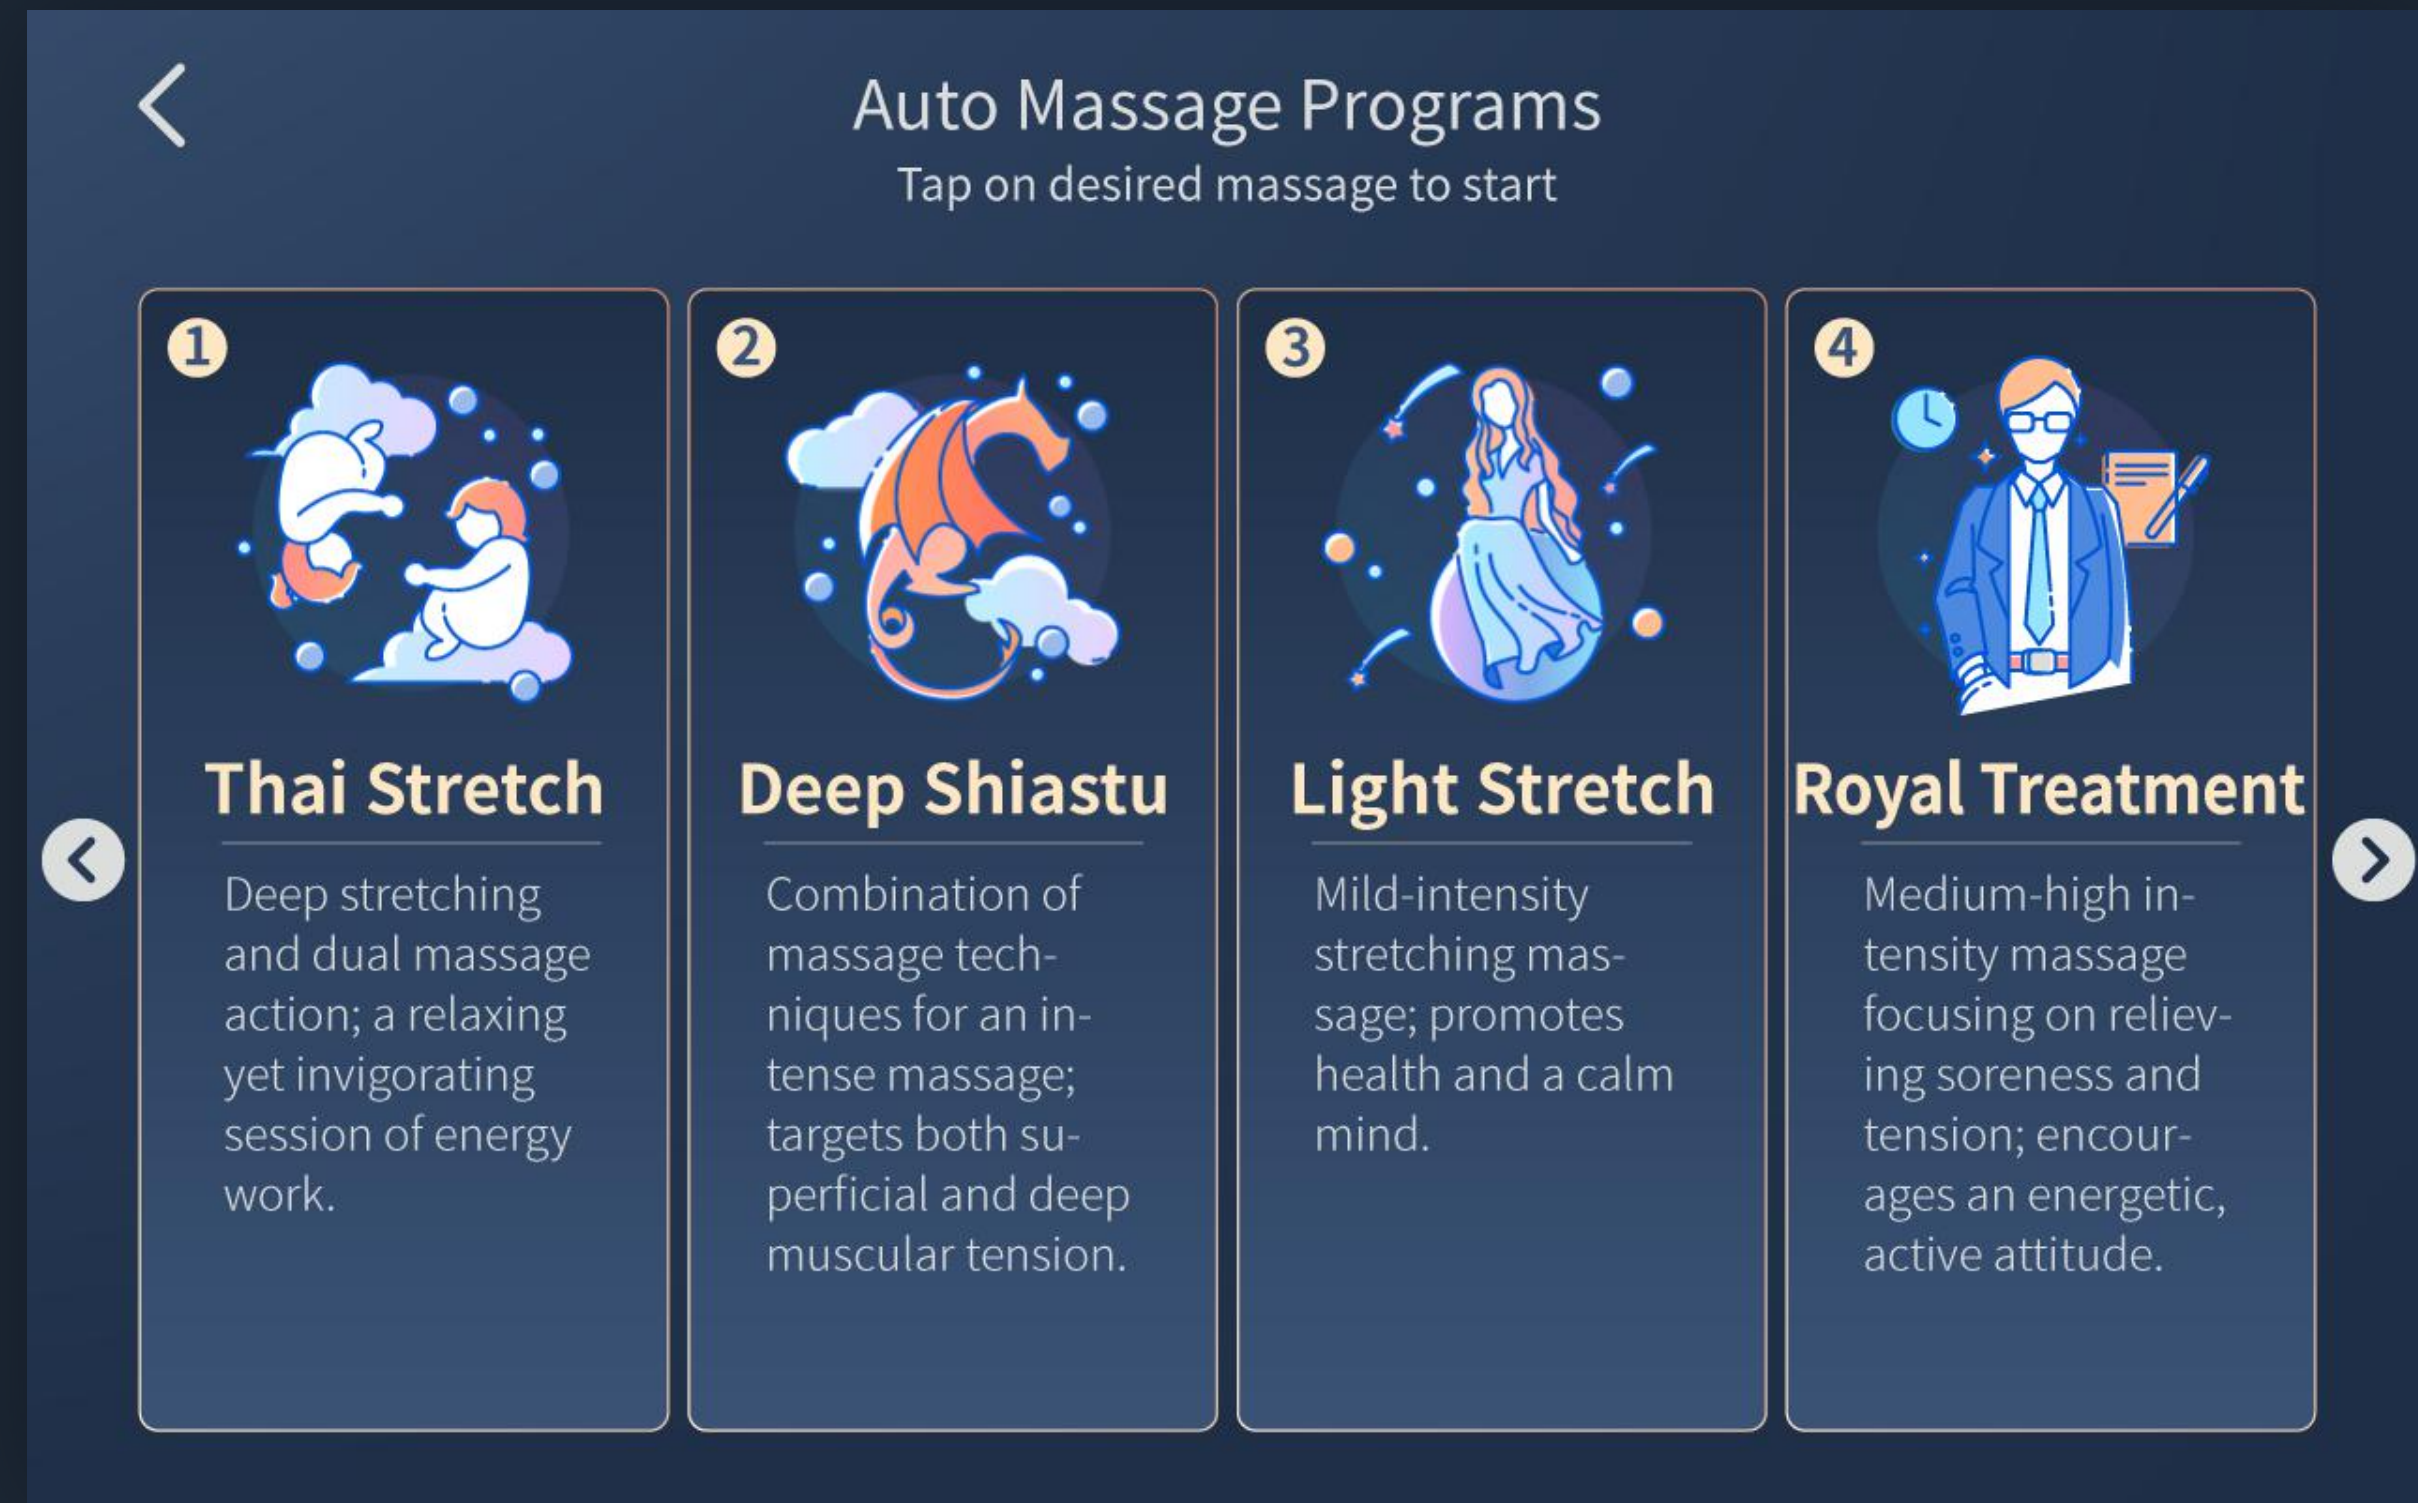 Auto Massage Programs
Tap on desired massage to start
1
Thai Stretch
Deep stretching
and dual massage
action; a relaxing
yet invigorating
session of energy
work.
2
Deep Shiastu
Combination of
massage tech-
niques for an in-
tense massage;
targets both su-
perficial and deep
muscular tension.
3
Light Stretch
Mild-intensity
stretching mas-
sage; promotes
health and a calm
mind.
4
Royal Treatment
Medium-high in-
tensity massage
focusing on reliev-
ing soreness and
tension; encour-
ages an energetic,
active attitude.